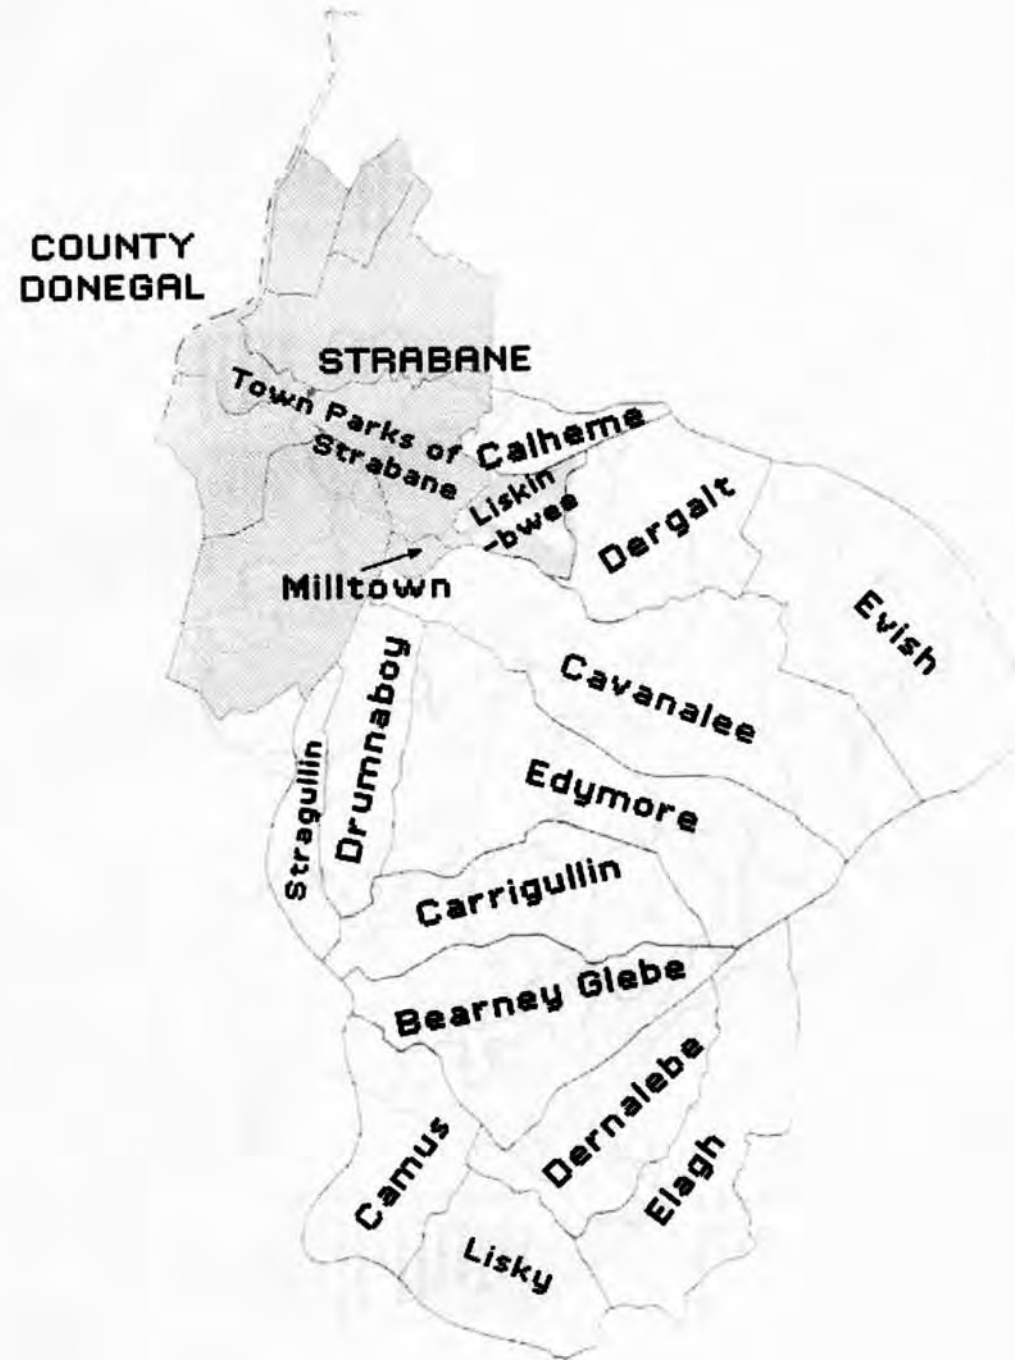 COUNTY
DONEGAL
STRABANE
Town Parks of
Strabane
Calheme
Liskin
-bwee
Dergalt
Milltown
Evish
Cavanalee
Drumnaboy
Stragullin
Edymore
Carrigullin
Bearney Glebe
Dernalebe
Camus
Elagh
Lisky